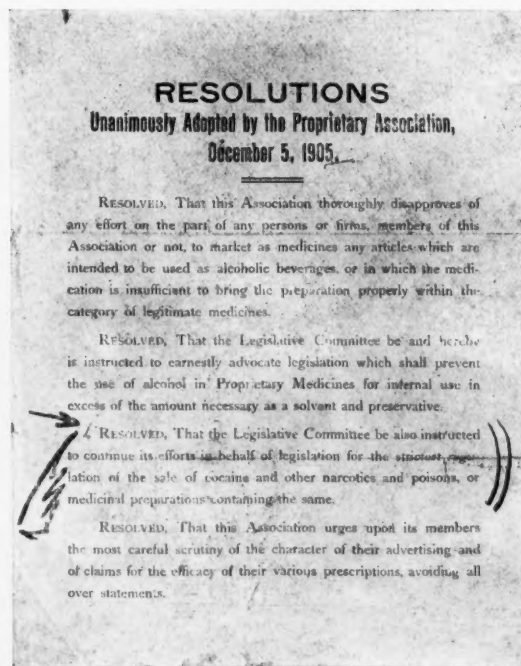 RESOLUTIONS
Unanimously Adopted by the Proprietary Association,
December 5, 1905.
RESOLVED, That this Association thoroughly disapproves of
any effort on the part of any persons or firms, members of this
Association or not, to market as medicines any articles which are
intended to be used as alcoholic beverages, or in which the medi-
cation is insufficient to bring the preparation properly within the
category of legitimate medicines.
RESOLVED, That the Legislative Committee be and hereby
is instructed to earnestly advocate legislation which shall prevent
the use of alcohol in Proprietary Medicines for internal use in
excess of the amount necessary as a solvent and preservative.
RESOLVED, That the Legislative Committee be also instructed
to continue its efforts in behalf of legislation for the strictest regu-
lation of the sale of cocaine and other narcotics and poisons, or
medicinal preparations containing the same.
RESOLVED, That this Association urges upon its members
the most careful scrutiny of the character of their advertising and
of claims for the efficacy of their various prescriptions, avoiding all
over statements.